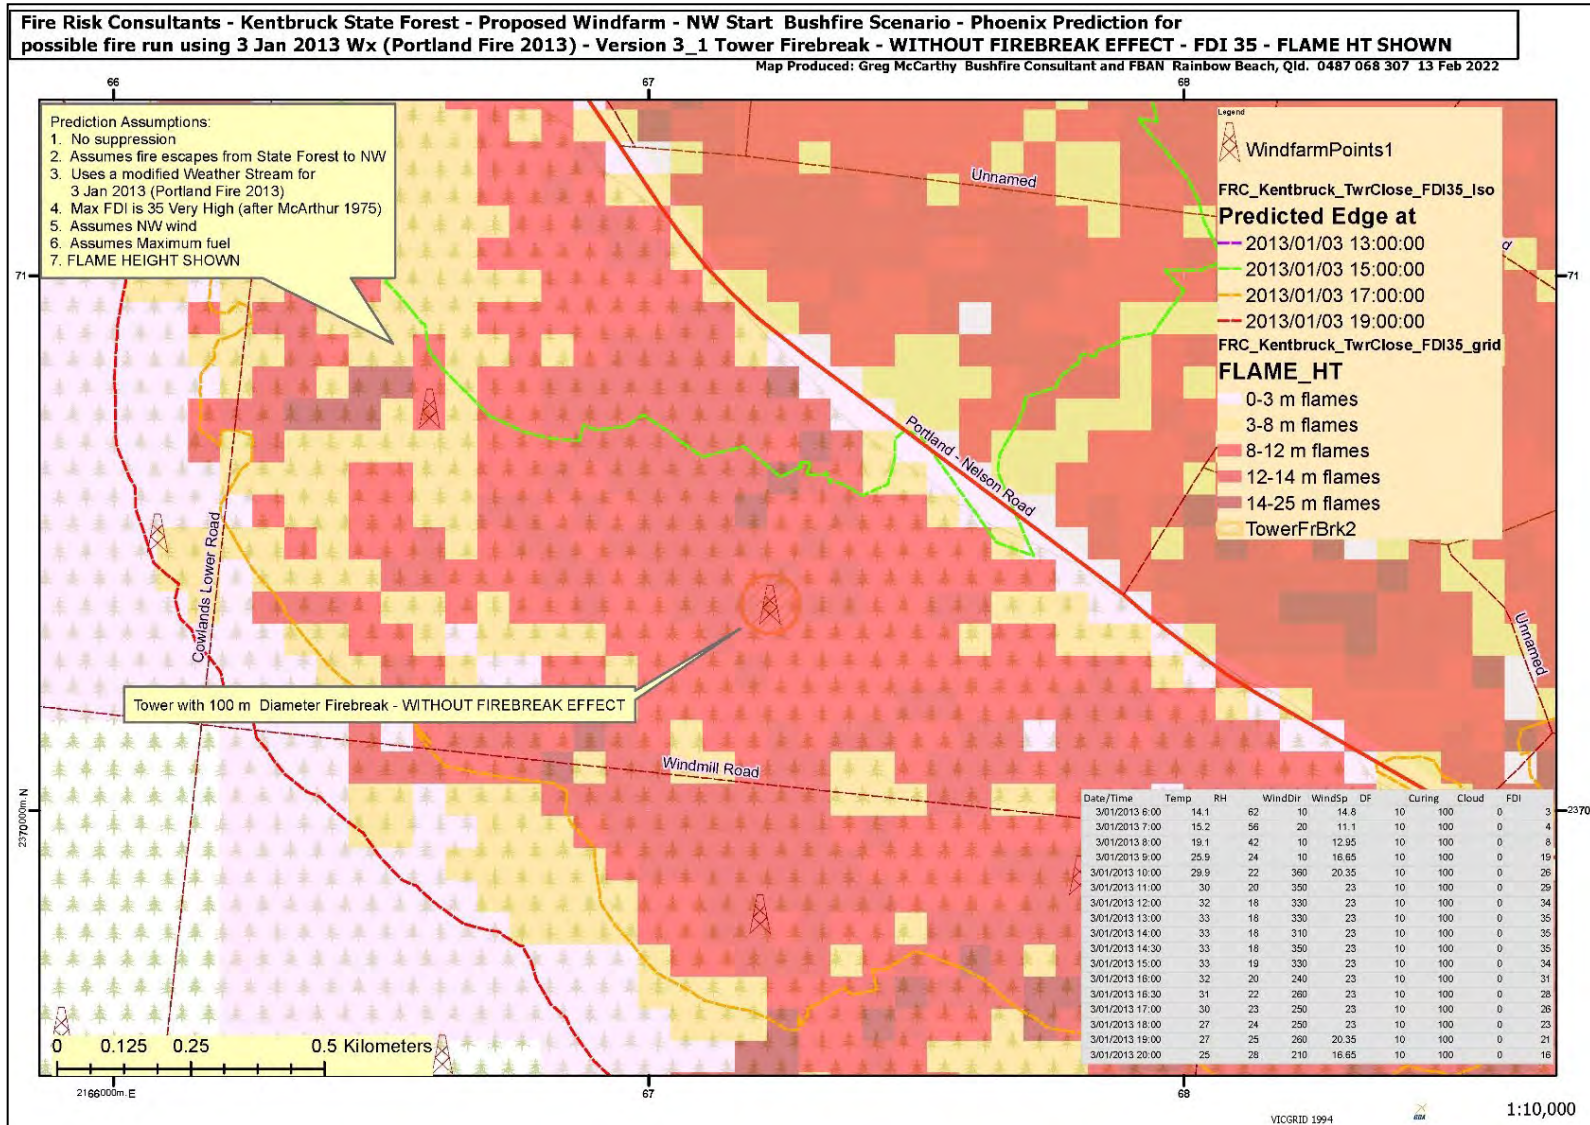 Fire Risk Consultants - Kentbruck State Forest - Proposed Windfarm - NW Start Bushfire Scenario - Phoenix Prediction for
possible fire run using 3 Jan 2013 Wx (Portland Fire 2013) - Version 3_1 Tower Firebreak - WITHOUT FIREBREAK EFFECT - FDI 35 - FLAME HT SHOWN
Map Produced: Greg McCarthy Bushfire Consultant and FBAN Rainbow Beach, Qld. 0487 068 307 13 Feb 2022
66
67
68
Prediction Assumptions:
1. No suppression
2. Assumes fire escapes from State Forest to NW
3. Uses a modified Weather Stream for
3 Jan 2013 (Portland Fire 2013)
4. Max FDI is 35 Very High (after McArthur 1975)
5. Assumes NW wind
6. Assumes Maximum fuel
7. FLAME HEIGHT SHOWN
Legend
WindfarmPoints1
FRC_Kentbruck_TwrClose_FDI35_Iso
Predicted Edge at
2013/01/03 13:00:00
2013/01/03 15:00:00
2013/01/03 17:00:00
2013/01/03 19:00:00
FRC_Kentbruck_TwrClose_FDI35_grid
FLAME_HT
0-3 m flames
3-8 m flames
8-12 m flames
12-14 m flames
14-25 m flames
TowerFrBrk2
Unnamed
71
71
Portland - Nelson Road
Cowlands Lower Road
Unnamed
Tower with 100 m Diameter Firebreak - WITHOUT FIREBREAK EFFECT
Windmill Road
2370000m. N
2370
Date/Time Temp RH WindDir WindSp DF Curing Cloud FDI
3/01/2013 6:00 14.1 62 10 14.8 10 100 0 3
3/01/2013 7:00 15.2 56 20 11.1 10 100 0 4
3/01/2013 8:00 19.1 42 10 12.95 10 100 0 8
3/01/2013 9:00 25.9 24 10 16.65 10 100 0 19
3/01/2013 10:00 29.9 22 360 20.35 10 100 0 26
3/01/2013 11:00 30 20 350 23 10 100 0 29
3/01/2013 12:00 32 18 330 23 10 100 0 34
3/01/2013 13:00 33 18 330 23 10 100 0 35
3/01/2013 14:00 33 18 310 23 10 100 0 35
3/01/2013 14:30 33 18 350 23 10 100 0 35
3/01/2013 15:00 33 19 330 23 10 100 0 34
3/01/2013 16:00 32 20 240 23 10 100 0 31
3/01/2013 16:30 31 22 260 23 10 100 0 28
3/01/2013 17:00 30 23 250 23 10 100 0 26
3/01/2013 18:00 27 24 250 23 10 100 0 23
3/01/2013 19:00 27 25 260 20.35 10 100 0 21
3/01/2013 20:00 25 28 210 16.65 10 100 0 16
0 0.125 0.25 0.5 Kilometers
2166000m. E
67
68
VICGRID 1994
1:10,000